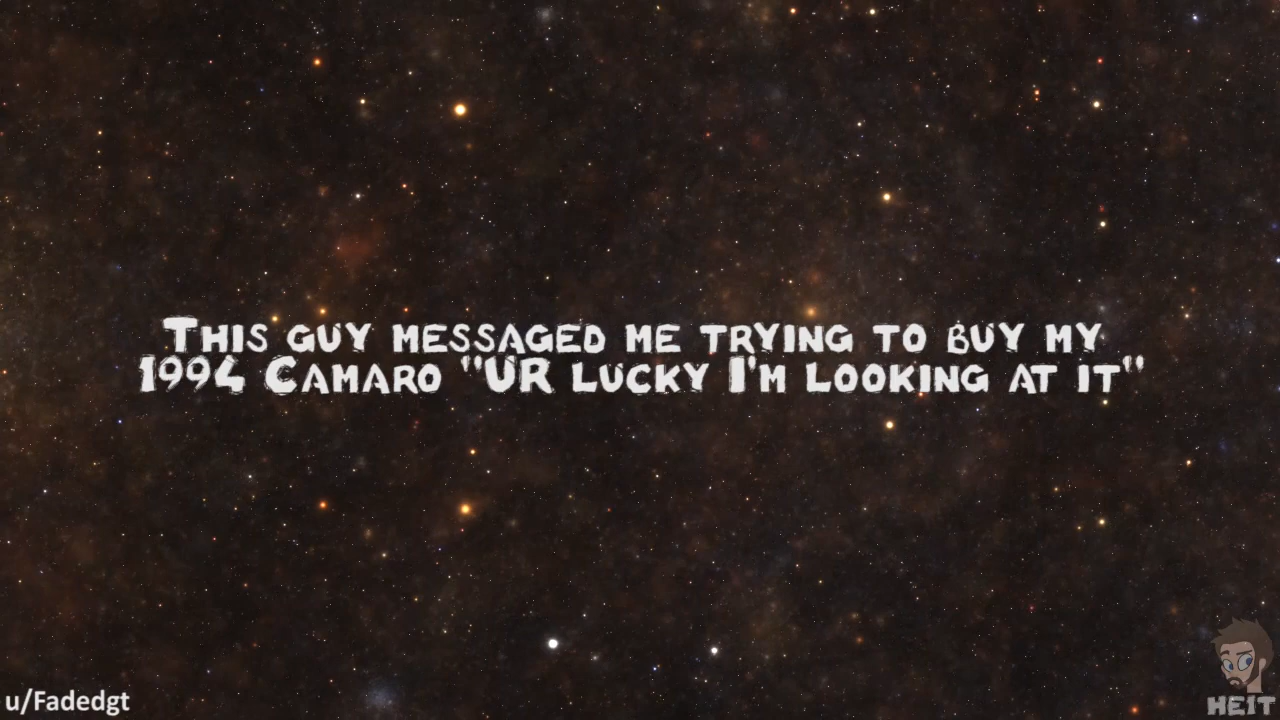 This guy messaged me trying to buy my
1994 Camaro "UR lucky I'm looking at it"
u/Fadedgt
HEIT